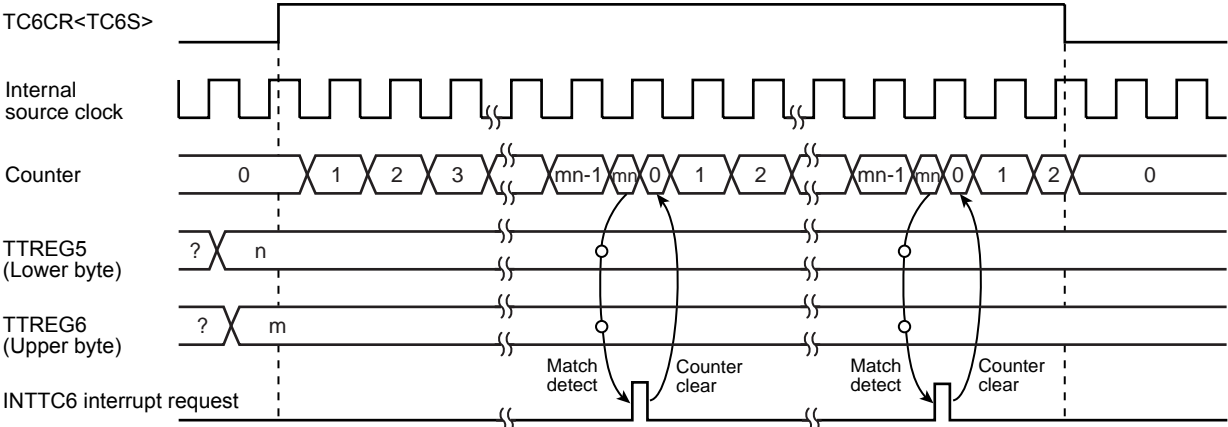 TC6CR<TC6S>
Internal
source clock
Counter
0 1 2 3 mn-1 mn 0 1 2 mn-1 mn 0 1 2 0
TTREG5
(Lower byte)
? n
TTREG6
(Upper byte)
? m
Match
detect
Counter
clear
Match
detect
Counter
clear
INTTC6 interrupt request